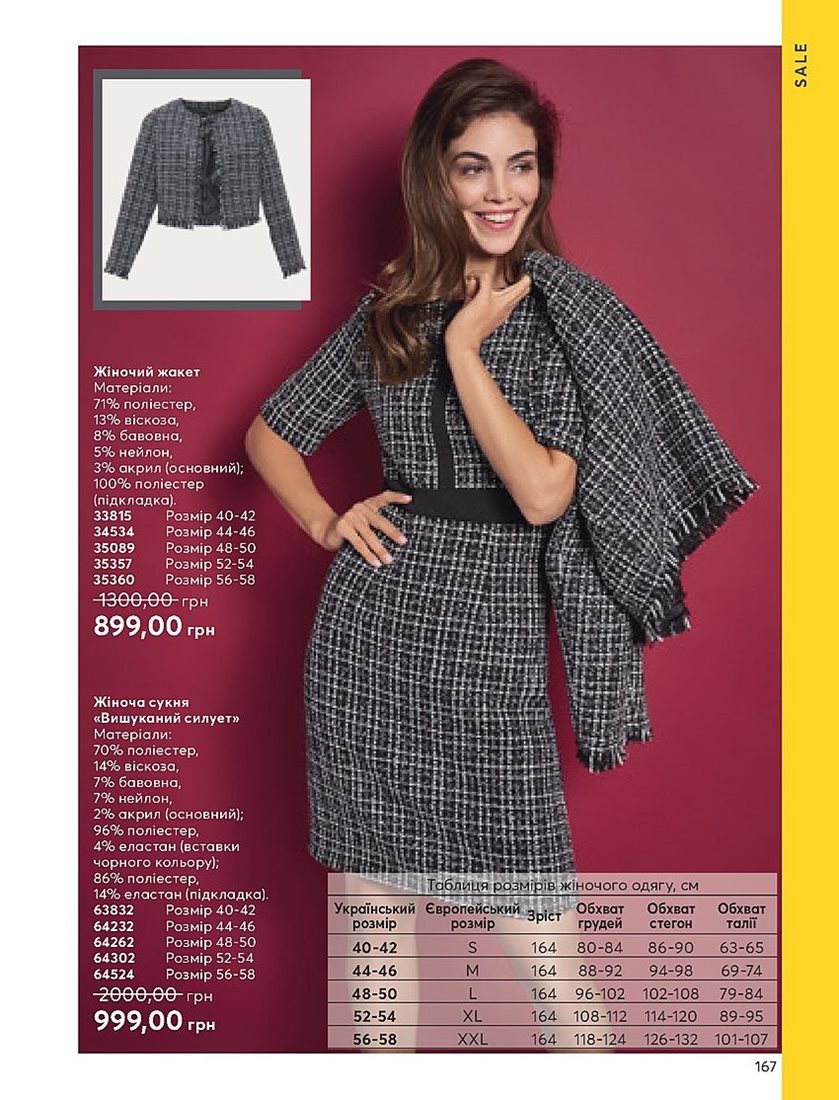 SALE
Жіночий жакет
Матеріали:
71% поліестер,
13% віскоза,
8% бавовна,
5% нейлон,
3% акрил (основний);
100% поліестер
(підкладка).
33815 Розмір 40-42
34534 Розмір 44-46
35089 Розмір 48-50
35357 Розмір 52-54
35360 Розмір 56-58
1300,00 грн
899,00 грн
Жіноча сукня
«Вишуканий силует»
Матеріали:
70% поліестер,
14% віскоза,
7% бавовна,
7% нейлон,
2% акрил (основний);
96% поліестер,
4% еластан (вставки
чорного кольору);
86% поліестер,
14% еластан (підкладка).
63832 Розмір 40-42
64232 Розмір 44-46
64262 Розмір 48-50
64302 Розмір 52-54
64524 Розмір 56-58
2000,00 грн
999,00 грн
Таблиця розмірів жіночого одягу, см
Український розмір Європейський розмір Зріст Обхват грудей Обхват стегон Обхват талії
40-42 S 164 80-84 86-90 63-65
44-46 M 164 88-92 94-98 69-74
48-50 L 164 96-102 102-108 79-84
52-54 XL 164 108-112 114-120 89-95
56-58 XXL 164 118-124 126-132 101-107
167